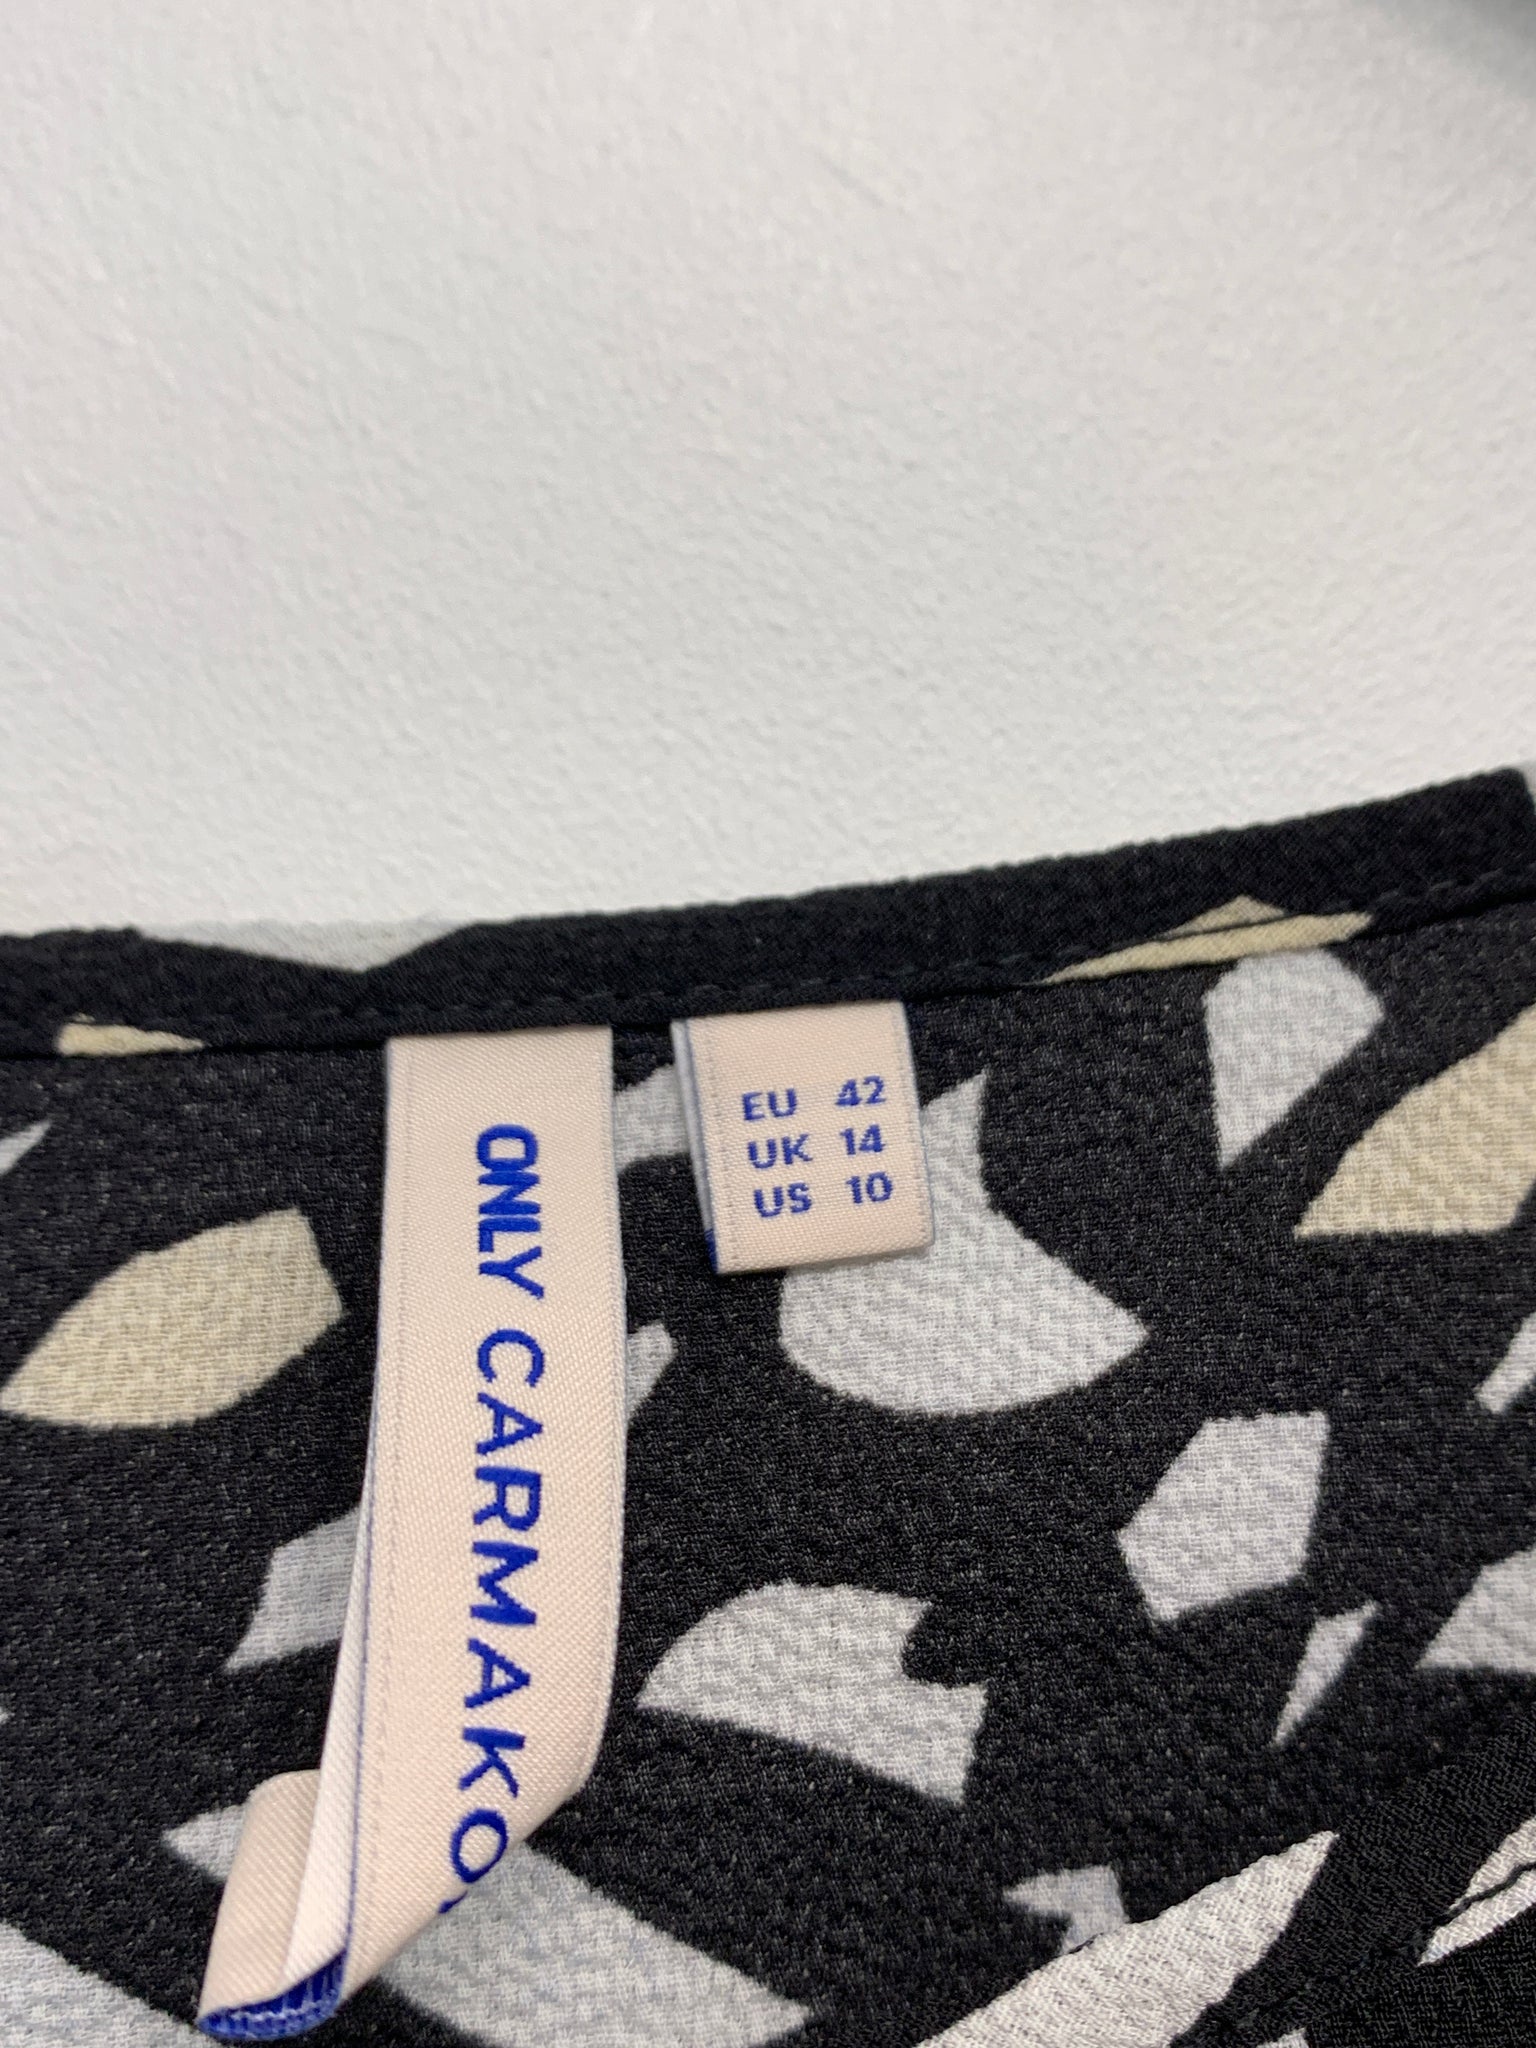 ONLY CARMAKO
EU 42
UK 14
US 10